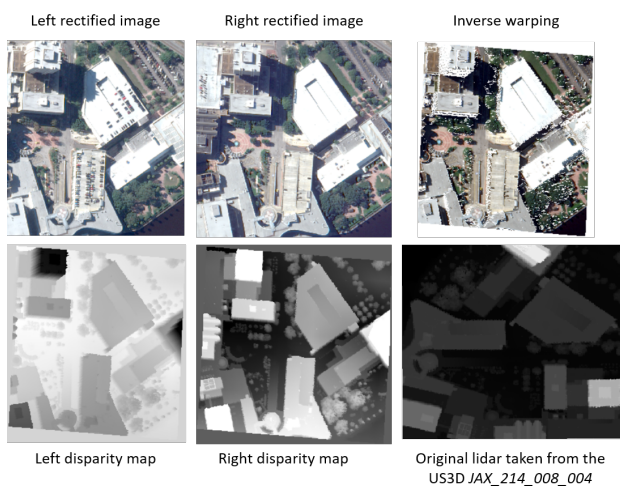 Left rectified image
Right rectified image
Inverse warping
Left disparity map
Right disparity map
Original lidar taken from the
US3D JAX_214_008_004